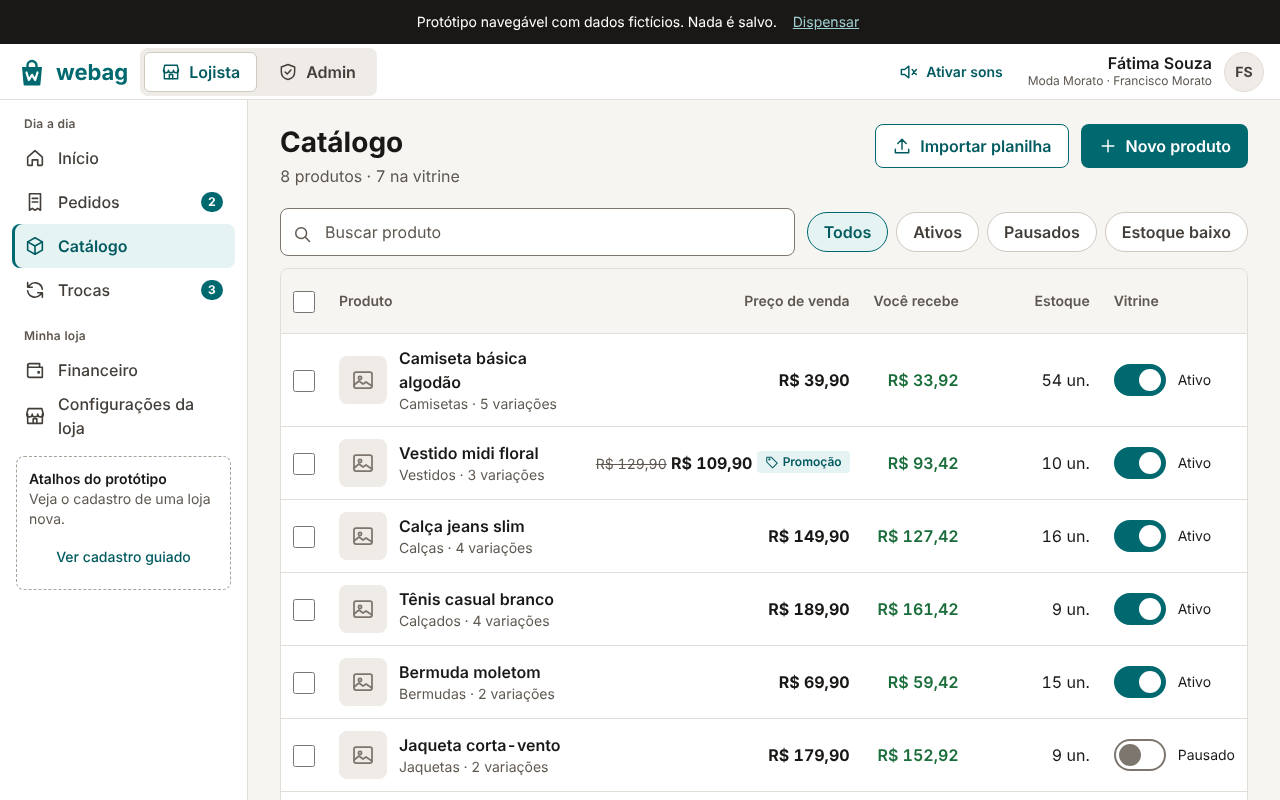 Protótipo navegável com dados fictícios. Nada é salvo. Dispensar
webag
Lojista
Admin
Ativar sons
Fátima Souza
Moda Morato · Francisco Morato
FS
Dia a dia
Início
Pedidos 2
Catálogo
Trocas 3
Minha loja
Financeiro
Configurações da
loja
Atalhos do protótipo
Veja o cadastro de uma loja
nova.
Ver cadastro guiado
Catálogo
8 produtos · 7 na vitrine
Importar planilha
Novo produto
Buscar produto
Todos
Ativos
Pausados
Estoque baixo
Produto Preço de venda Você recebe Estoque Vitrine
Camiseta básica
algodão
Camisetas · 5 variações
R$ 39,90 R$ 33,92 54 un. Ativo
Vestido midi floral
Vestidos · 3 variações
R$ 129,90 R$ 109,90 Promoção R$ 93,42 10 un. Ativo
Calça jeans slim
Calças · 4 variações
R$ 149,90 R$ 127,42 16 un. Ativo
Tênis casual branco
Calçados · 4 variações
R$ 189,90 R$ 161,42 9 un. Ativo
Bermuda moletom
Bermudas · 2 variações
R$ 69,90 R$ 59,42 15 un. Ativo
Jaqueta corta-vento
Jaquetas · 2 variações
R$ 179,90 R$ 152,92 9 un. Pausado